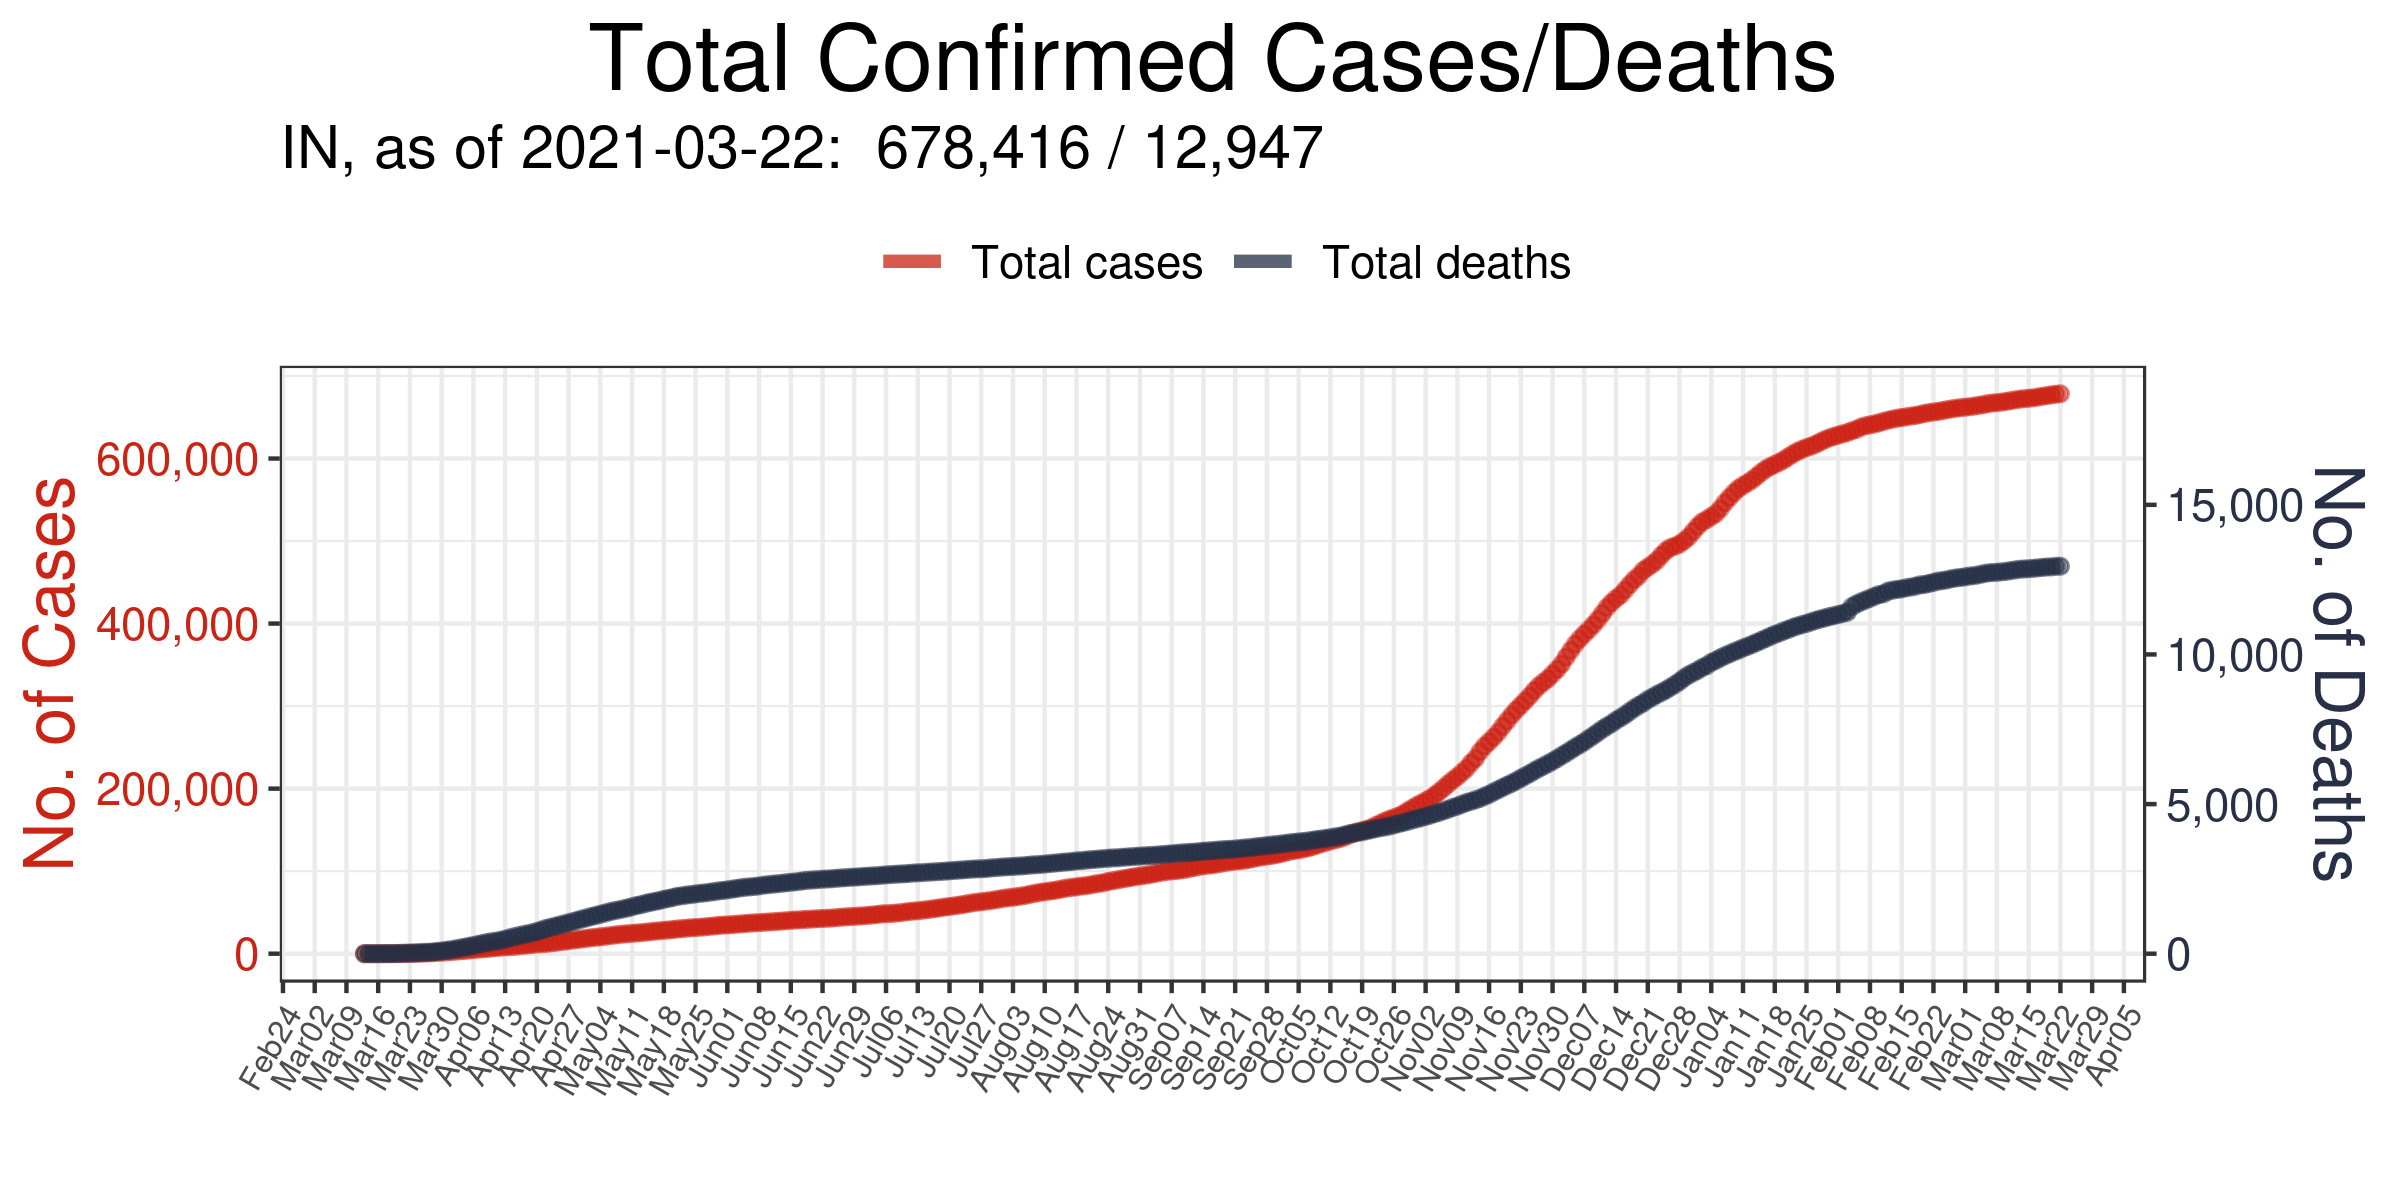 Total Confirmed Cases/Deaths
IN, as of 2021-03-22:  678,416 / 12,947
Total cases
Total deaths
No. of Cases
600,000
400,000
200,000
0
15,000
10,000
5,000
0
No. of Deaths
Feb24
Mar02
Mar09
Mar16
Mar23
Mar30
Apr06
Apr13
Apr20
Apr27
May04
May11
May18
May25
Jun01
Jun08
Jun15
Jun22
Jun29
Jul06
Jul13
Jul20
Jul27
Aug03
Aug10
Aug17
Aug24
Aug31
Sep07
Sep14
Sep21
Sep28
Oct05
Oct12
Oct19
Oct26
Nov02
Nov09
Nov16
Nov23
Nov30
Dec07
Dec14
Dec21
Dec28
Jan04
Jan11
Jan18
Jan25
Feb01
Feb08
Feb15
Feb22
Mar01
Mar08
Mar15
Mar22
Mar29
Apr05